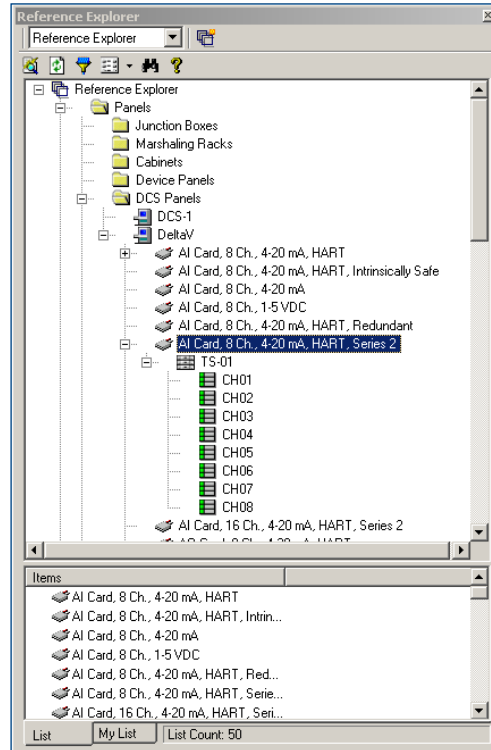 Reference Explorer
Reference Explorer
Reference Explorer
Panels
Junction Boxes
Marshaling Racks
Cabinets
Device Panels
DCS Panels
DCS-1
DeltaV
AI Card, 8 Ch., 4-20 mA, HART
AI Card, 8 Ch., 4-20 mA, HART, Intrinsically Safe
AI Card, 8 Ch., 4-20 mA
AI Card, 8 Ch., 1-5 VDC
AI Card, 8 Ch., 4-20 mA, HART, Redundant
AI Card, 8 Ch., 4-20 mA, HART, Series 2
TS-01
CH01
CH02
CH03
CH04
CH05
CH06
CH07
CH08
AI Card, 16 Ch., 4-20 mA, HART, Series 2
Items
AI Card, 8 Ch., 4-20 mA, HART
AI Card, 8 Ch., 4-20 mA, HART, Intrin...
AI Card, 8 Ch., 4-20 mA
AI Card, 8 Ch., 1-5 VDC
AI Card, 8 Ch., 4-20 mA, HART, Red...
AI Card, 8 Ch., 4-20 mA, HART, Serie...
AI Card, 16 Ch., 4-20 mA, HART, Seri...
List My List List Count: 50